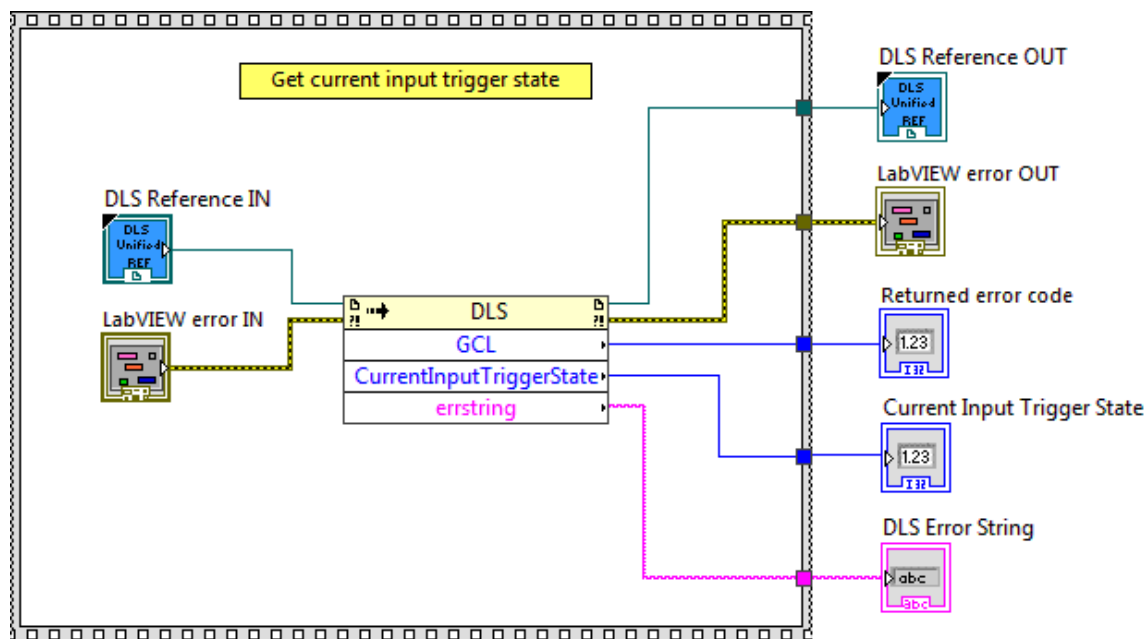 Get current input trigger state
DLS Reference OUT
DLS
Unified
REF
LabVIEW error OUT
DLS Reference IN
DLS
Unified
REF
LabVIEW error IN
?!
DLS
?!
GCL
CurrentInputTriggerState
errstring
Returned error code
1.23
I32
Current Input Trigger State
1.23
I32
DLS Error String
abc
abc